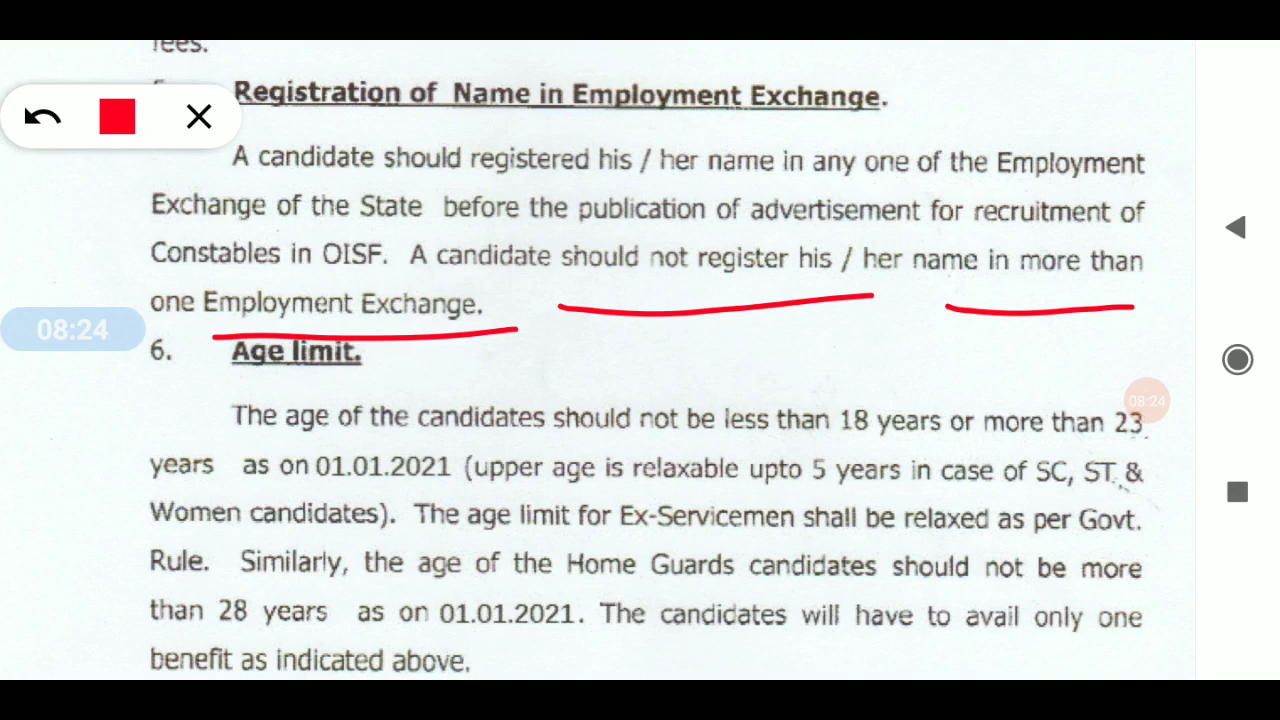 fees.
Registration of Name in Employment Exchange.
A candidate should registered his / her name in any one of the Employment
Exchange of the State before the publication of advertisement for recruitment of
Constables in OISF. A candidate should not register his / her name in more than
one Employment Exchange.
08:24
6. Age limit.
08:24
The age of the candidates should not be less than 18 years or more than 23
years as on 01.01.2021 (upper age is relaxable upto 5 years in case of SC, ST &
Women candidates). The age limit for Ex-Servicemen shall be relaxed as per Govt.
Rule. Similarly, the age of the Home Guards candidates should not be more
than 28 years as on 01.01.2021. The candidates will have to avail only one
benefit as indicated above.